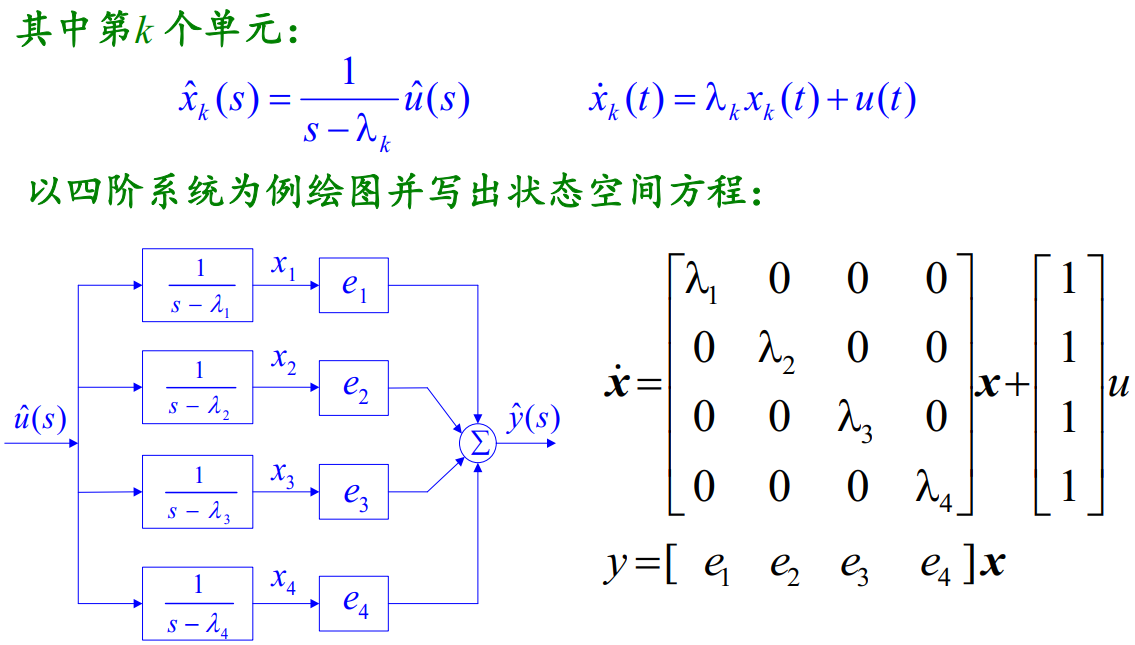 其中第k个单元：
x̂ₖ(s) = 1/(s − λₖ) û(s)    ẋₖ(t) = λₖxₖ(t) + u(t)
以四阶系统为例绘图并写出状态空间方程：
û(s)
1/(s − λ₁) x₁ e₁
1/(s − λ₂) x₂ e₂
1/(s − λ₃) x₃ e₃
1/(s − λ₄) x₄ e₄
Σ ŷ(s)
ẋ = [λ₁ 0 0 0; 0 λ₂ 0 0; 0 0 λ₃ 0; 0 0 0 λ₄] x + [1; 1; 1; 1] u
y = [ e₁ e₂ e₃ e₄ ] x